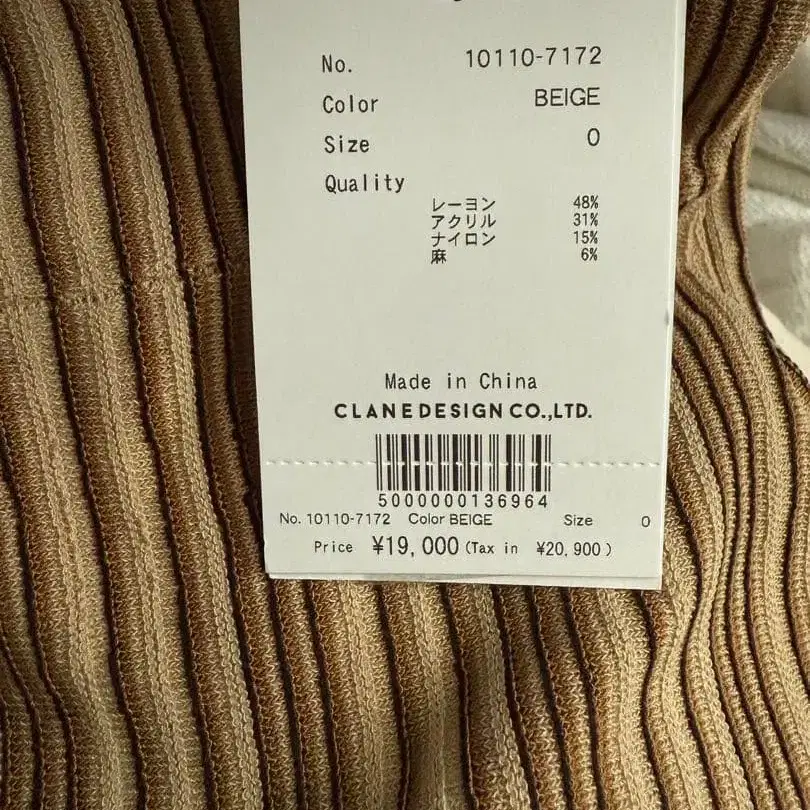 No. 10110-7172
Color BEIGE
Size 0
Quality
レーヨン 48%
アクリル 31%
ナイロン 15%
麻 6%
Made in China
CLANE DESIGN CO.,LTD.
5000000136964
No. 10110-7172 Color BEIGE Size 0
Price ¥19,000 (Tax in ¥20,900)